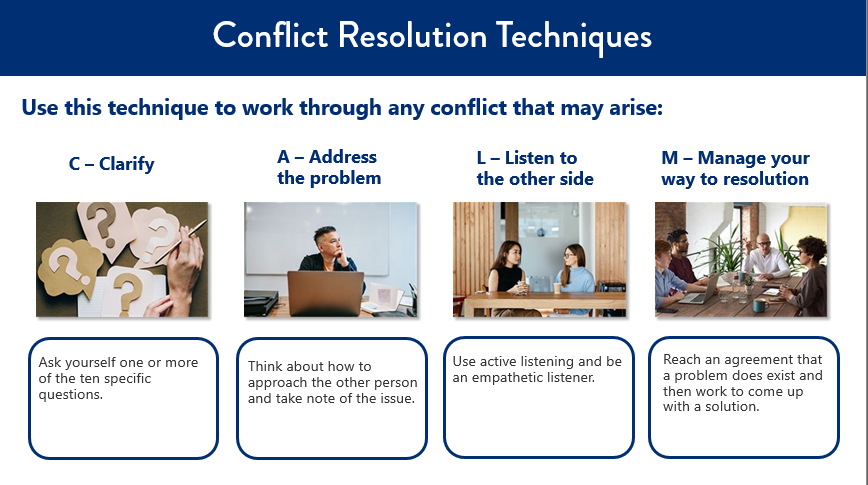 Conflict Resolution Techniques
Use this technique to work through any conflict that may arise:
C – Clarify
A – Address
the problem
L – Listen to
the other side
M – Manage your
way to resolution
Ask yourself one or more
of the ten specific
questions.
Think about how to
approach the other person
and take note of the issue.
Use active listening and be
an empathetic listener.
Reach an agreement that
a problem does exist and
then work to come up
with a solution.